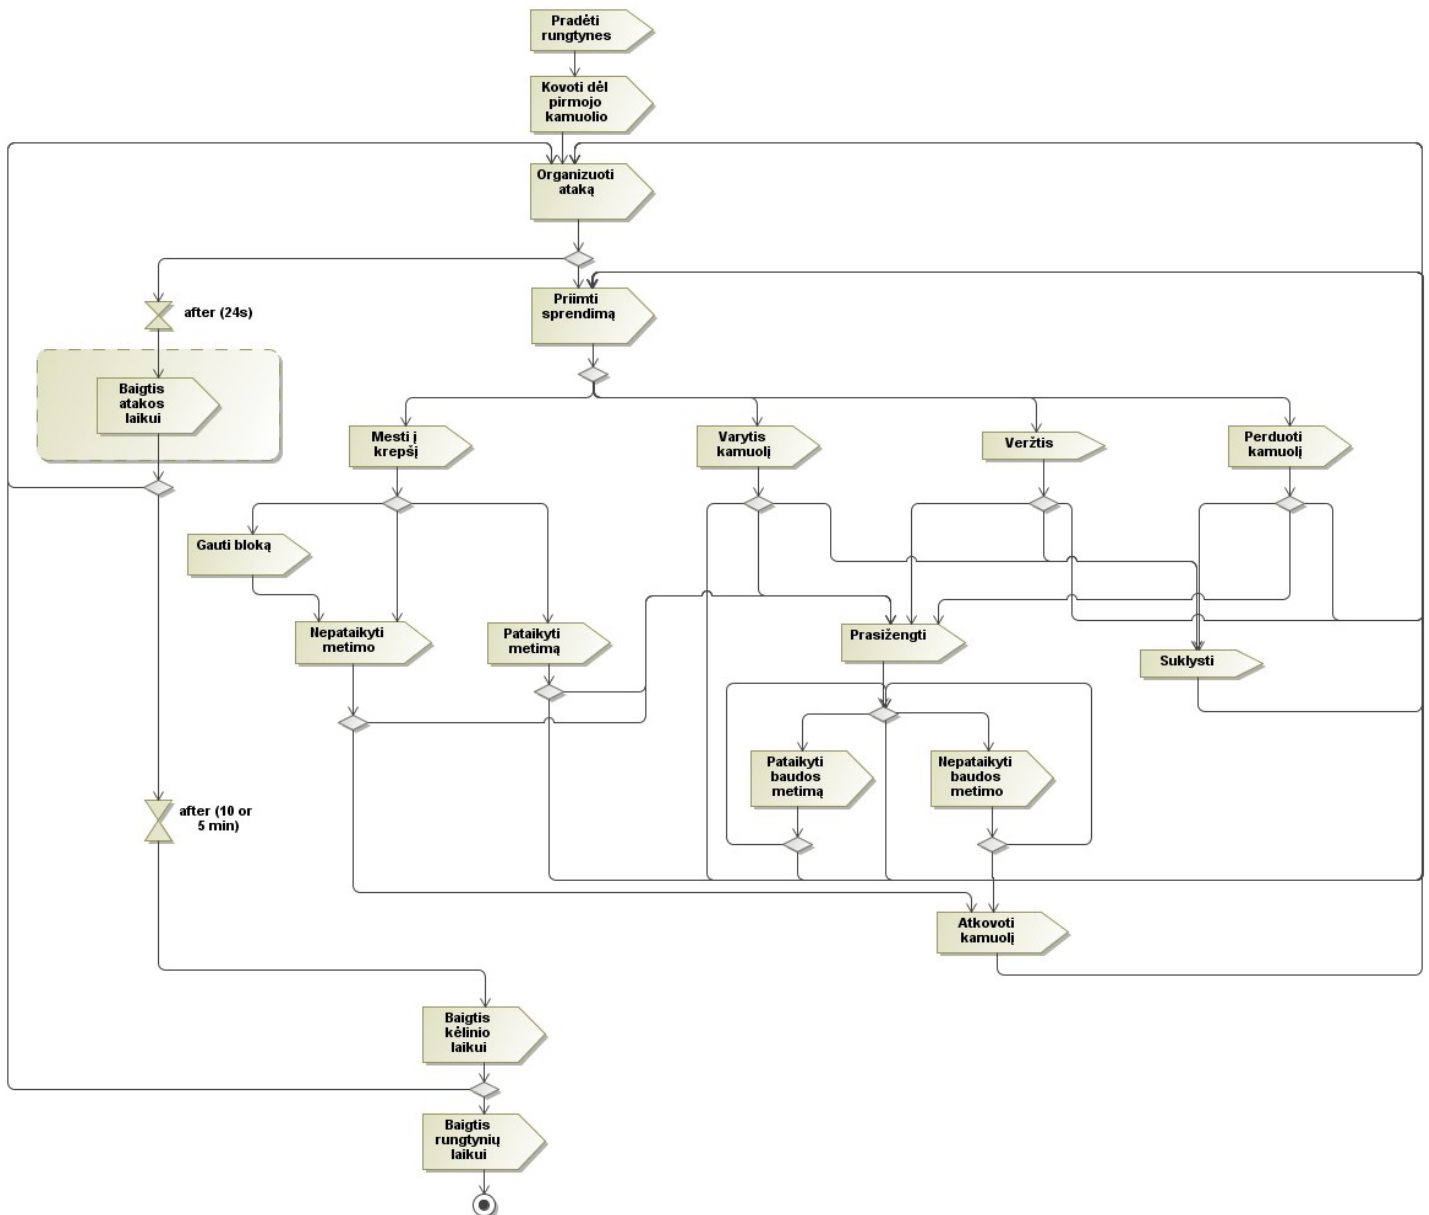 Pradėti
rungtynes
Kovoti dėl
pirmojo
kamuolio
Organizuoti
ataką
after (24s)
Priimti
sprendimą
Baigtis
atakos
laikui
Mesti į
krepšį
Varytis
kamuolį
Veržtis
Perduoti
kamuolį
Gauti bloką
Nepataikyti
metimo
Pataikyti
metimą
Prasižengti
Suklysti
Pataikyti
baudos
metimą
Nepataikyti
baudos
metimo
after (10 or
5 min)
Atkovoti
kamuolį
Baigtis
kėlinio
laikui
Baigtis
rungtynių
laikui